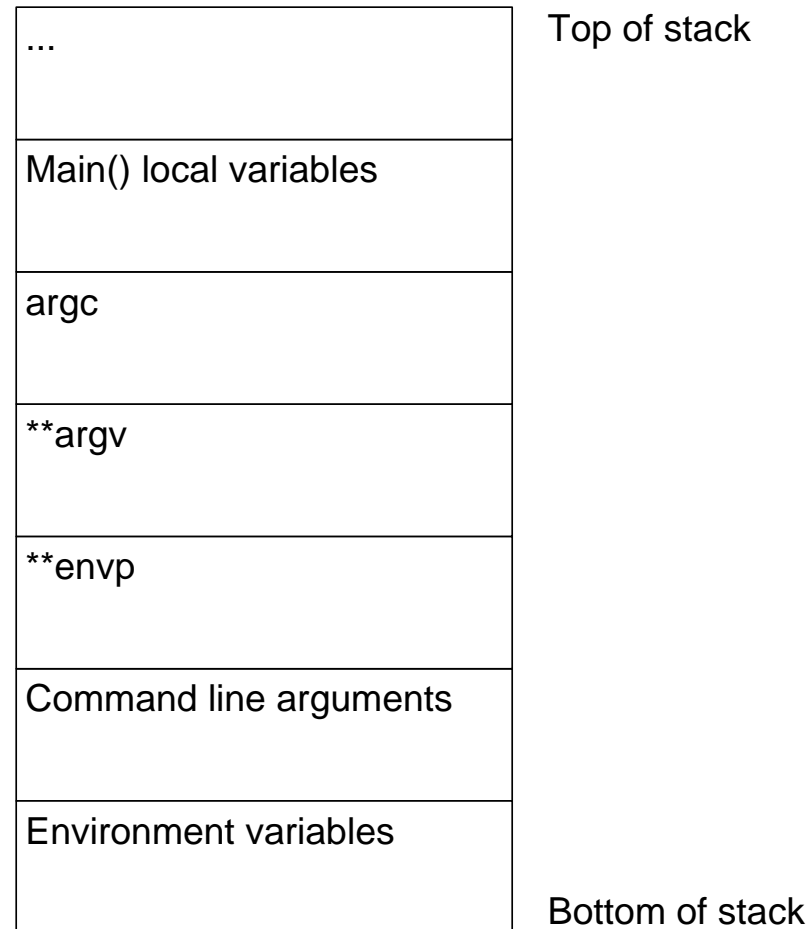 ...
Top of stack
Main() local variables
argc
**argv
**envp
Command line arguments
Environment variables
Bottom of stack